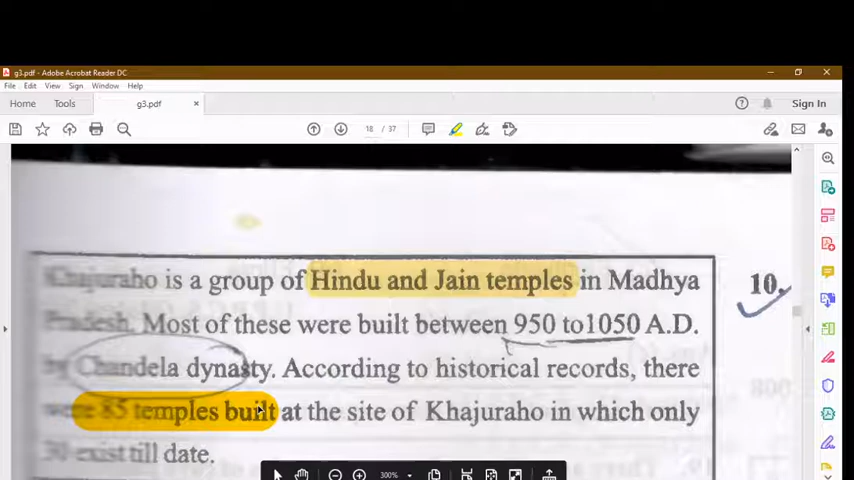 g3.pdf - Adobe Acrobat Reader DC
File Edit View Sign Window Help
Home Tools g3.pdf × Sign In
18 / 37
Khajuraho is a group of Hindu and Jain temples in Madhya
Pradesh. Most of these were built between 950 to1050 A.D.
by Chandela dynasty. According to historical records, there
were 85 temples built at the site of Khajuraho in which only
30 exist till date.
10.
300%